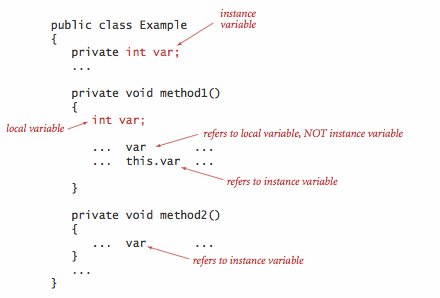 instance
variable
public class Example
{
private int var;
...
private void method1()
{
local variable
int var;
refers to local variable, NOT instance variable
... var ...
... this.var ...
refers to instance variable
}
private void method2()
{
... var ...
refers to instance variable
}
...
}